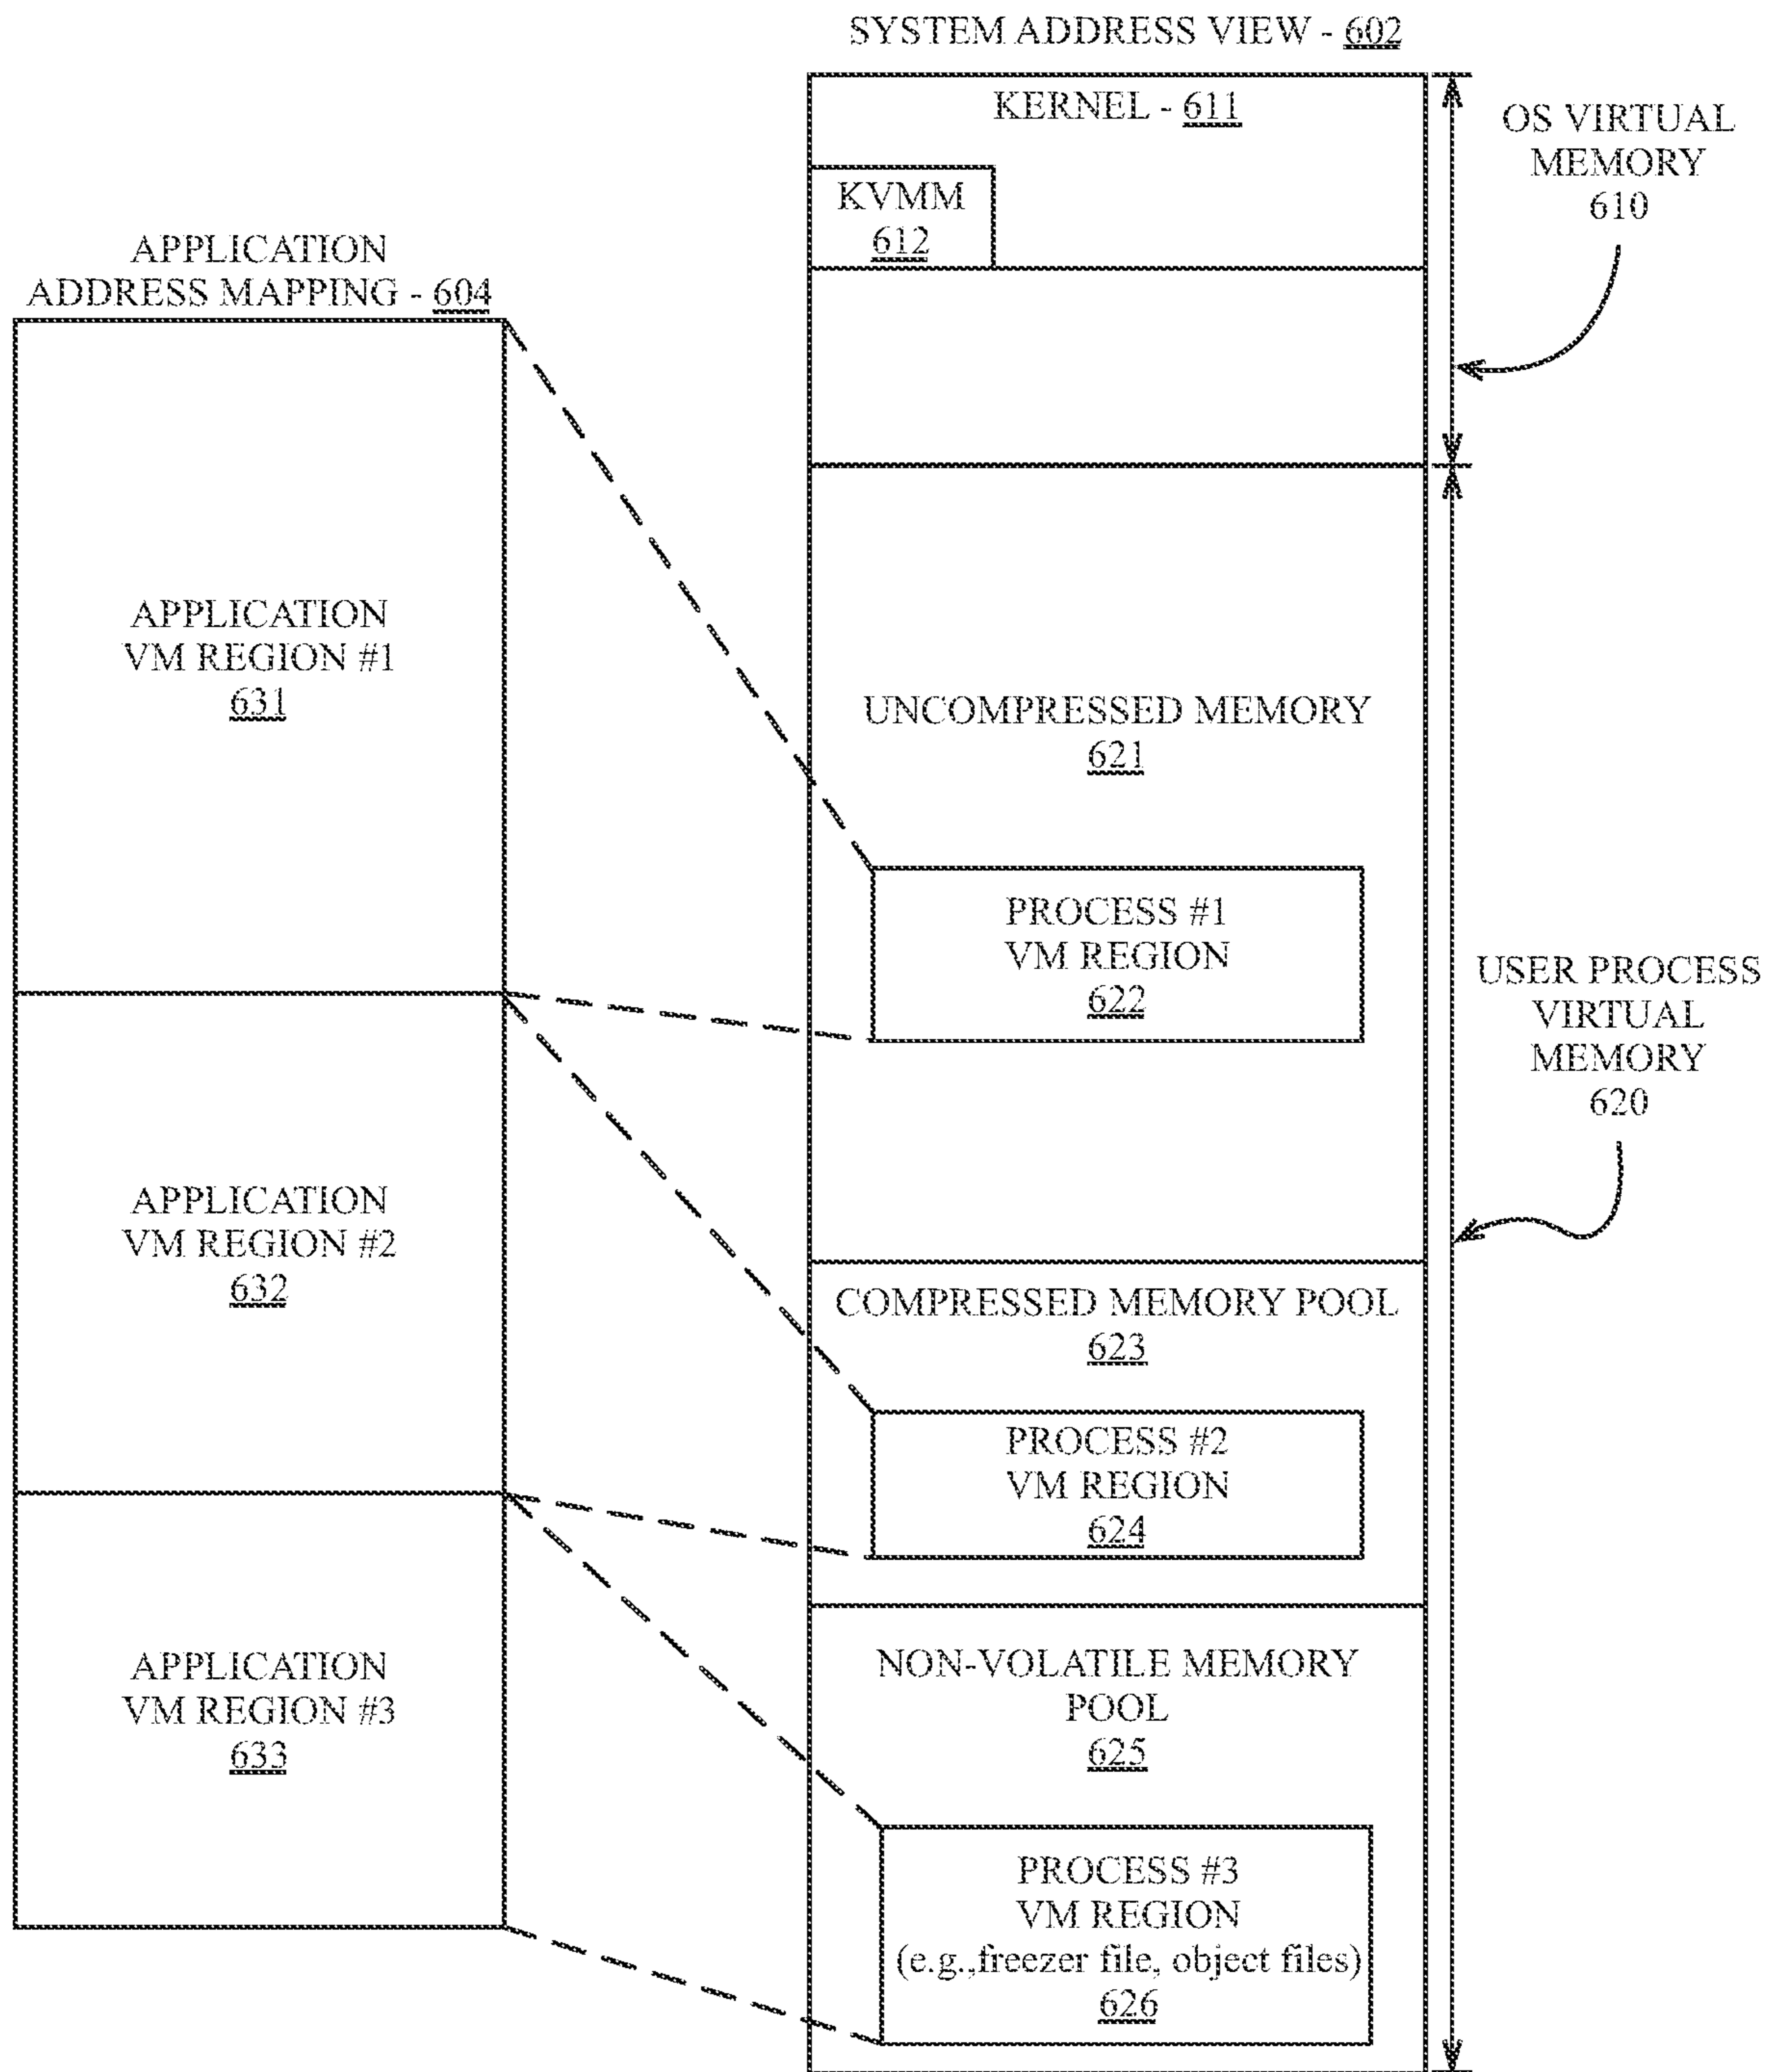 SYSTEM ADDRESS VIEW - 602
KERNEL - 611
KVMM
612
OS VIRTUAL
MEMORY
610
APPLICATION
ADDRESS MAPPING - 604
APPLICATION
VM REGION #1
631
UNCOMPRESSED MEMORY
621
PROCESS #1
VM REGION
622
USER PROCESS
VIRTUAL
MEMORY
620
APPLICATION
VM REGION #2
632
COMPRESSED MEMORY POOL
623
PROCESS #2
VM REGION
624
APPLICATION
VM REGION #3
633
NON-VOLATILE MEMORY
POOL
625
PROCESS #3
VM REGION
(e.g.,freezer file, object files)
626